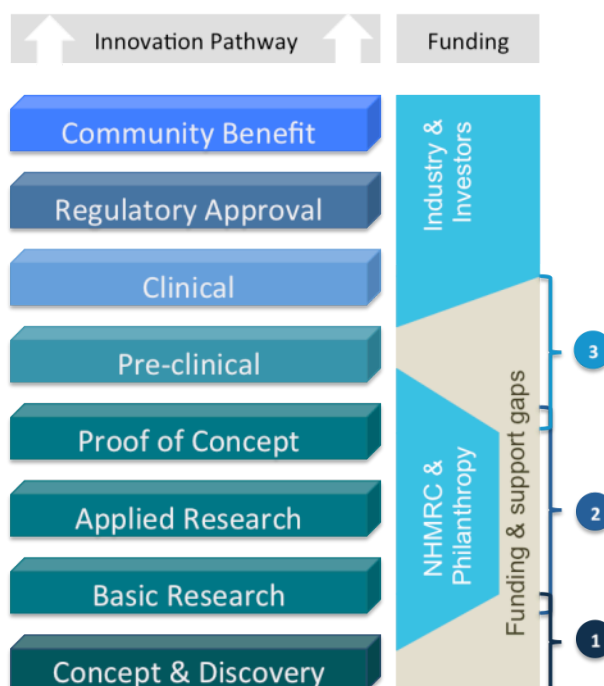 Innovation Pathway
Funding
Community Benefit
Regulatory Approval
Clinical
Pre-clinical
Proof of Concept
Applied Research
Basic Research
Concept & Discovery
Industry &
Investors
NHMRC &
Philanthropy
Funding & support gaps
3
2
1